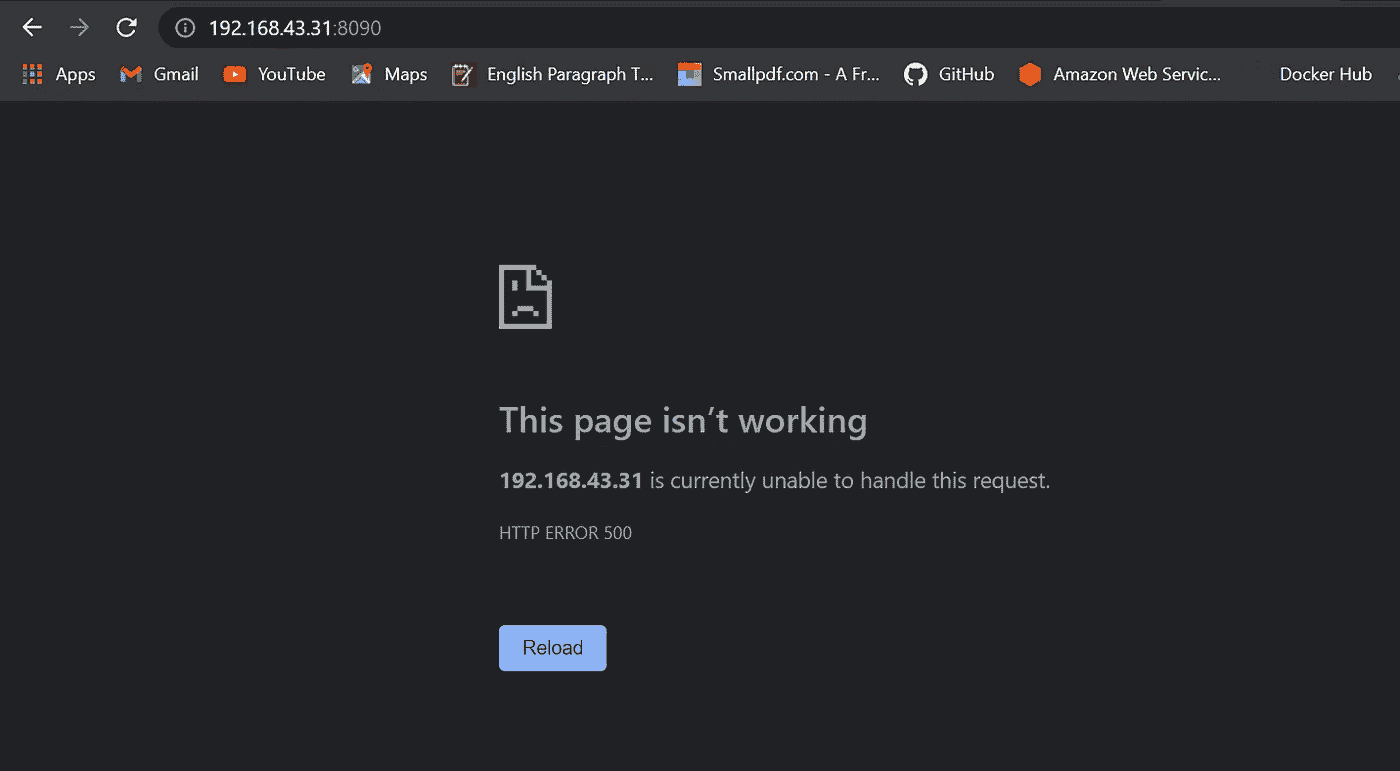 192.168.43.31:8090
Apps Gmail YouTube Maps English Paragraph T... Smallpdf.com - A Fr... GitHub Amazon Web Servic... Docker Hub
This page isn’t working
192.168.43.31 is currently unable to handle this request.
HTTP ERROR 500
Reload